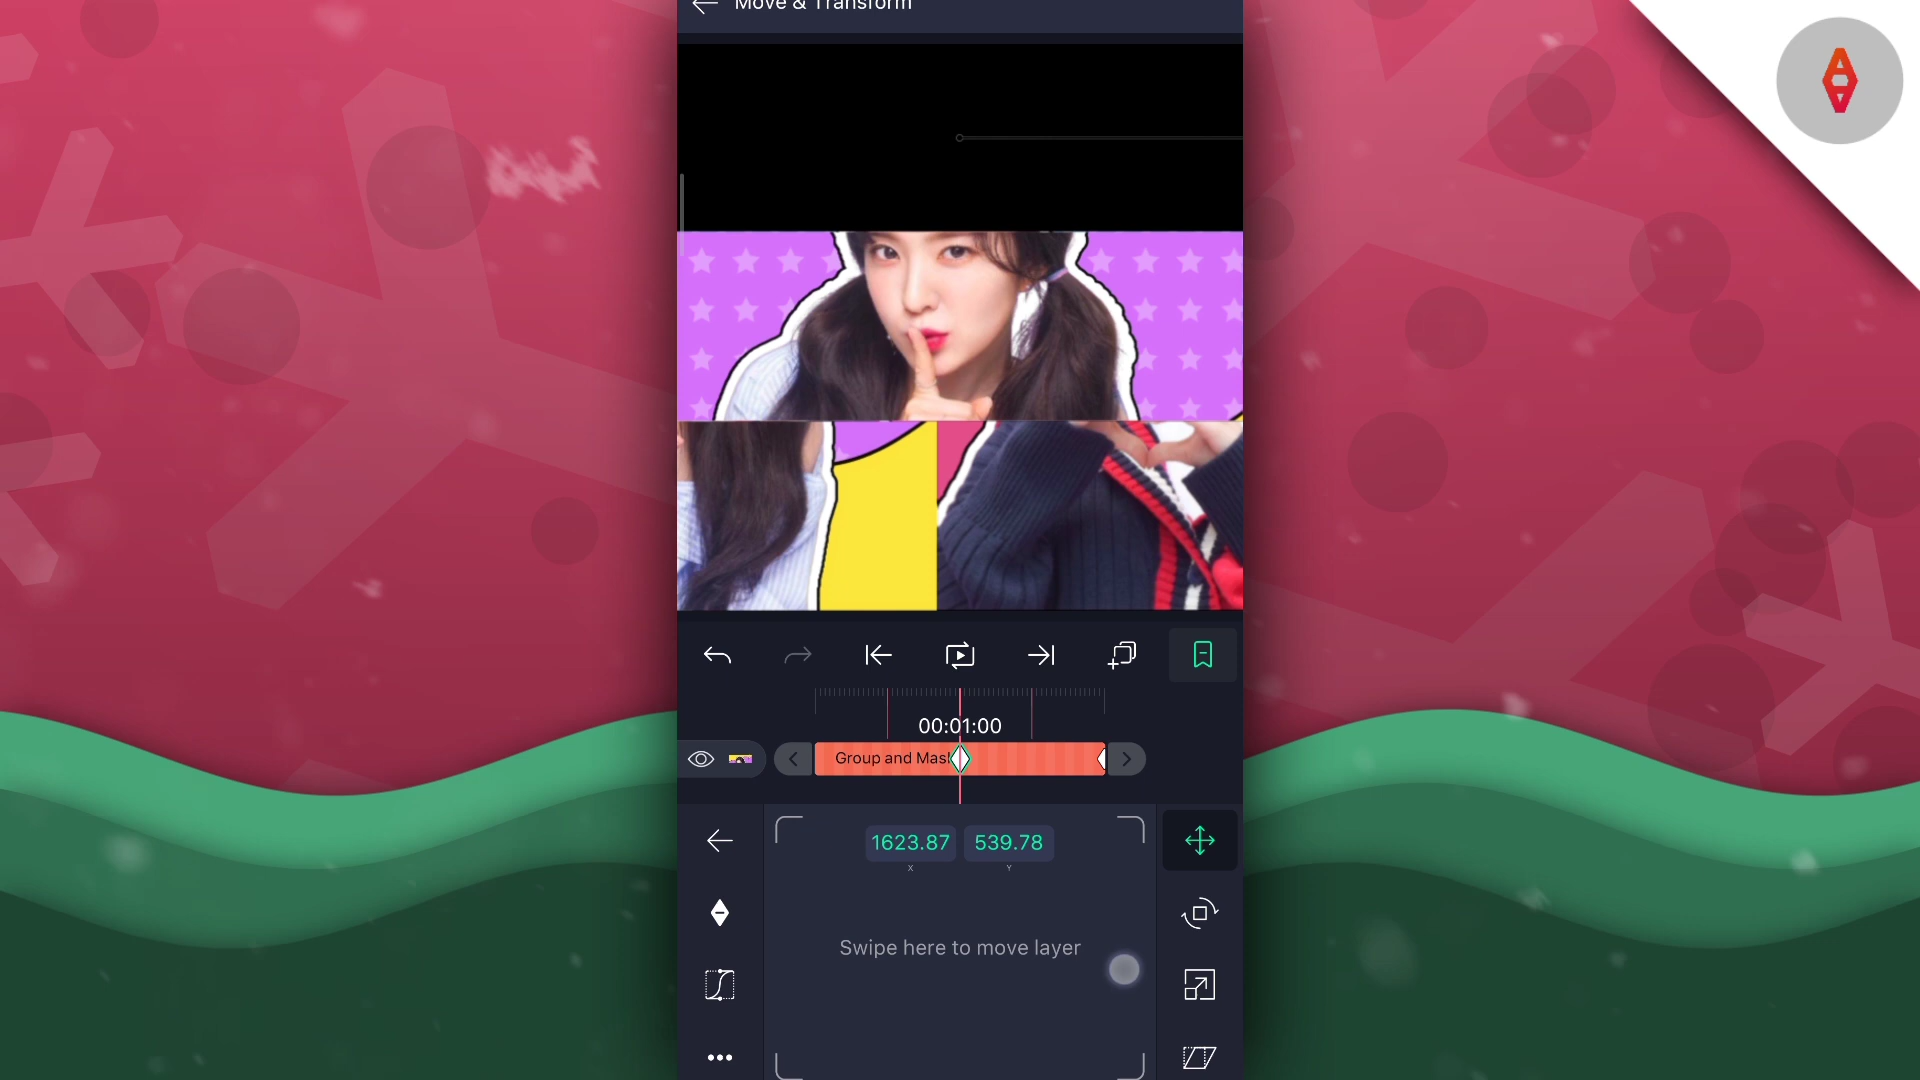 Move & Transform
00:01:00
Group and Mas
1623.87 539.78
X Y
Swipe here to move layer